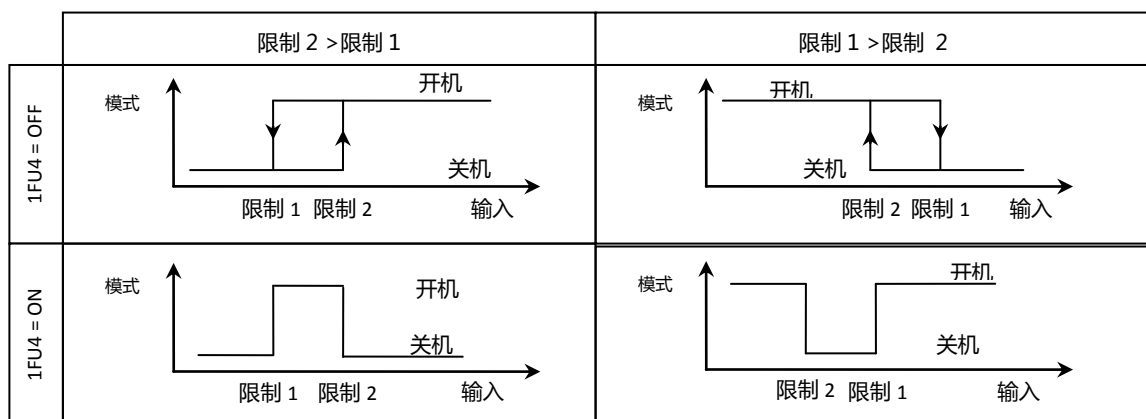 限制 2 >限制 1
限制 1 >限制 2
1FU4 = OFF
模式
开机
关机
限制 1 限制 2 输入
模式
开机
关机
限制 2 限制 1 输入
1FU4 = ON
模式
开机
关机
限制 1 限制 2 输入
模式
开机
关机
限制 2 限制 1 输入